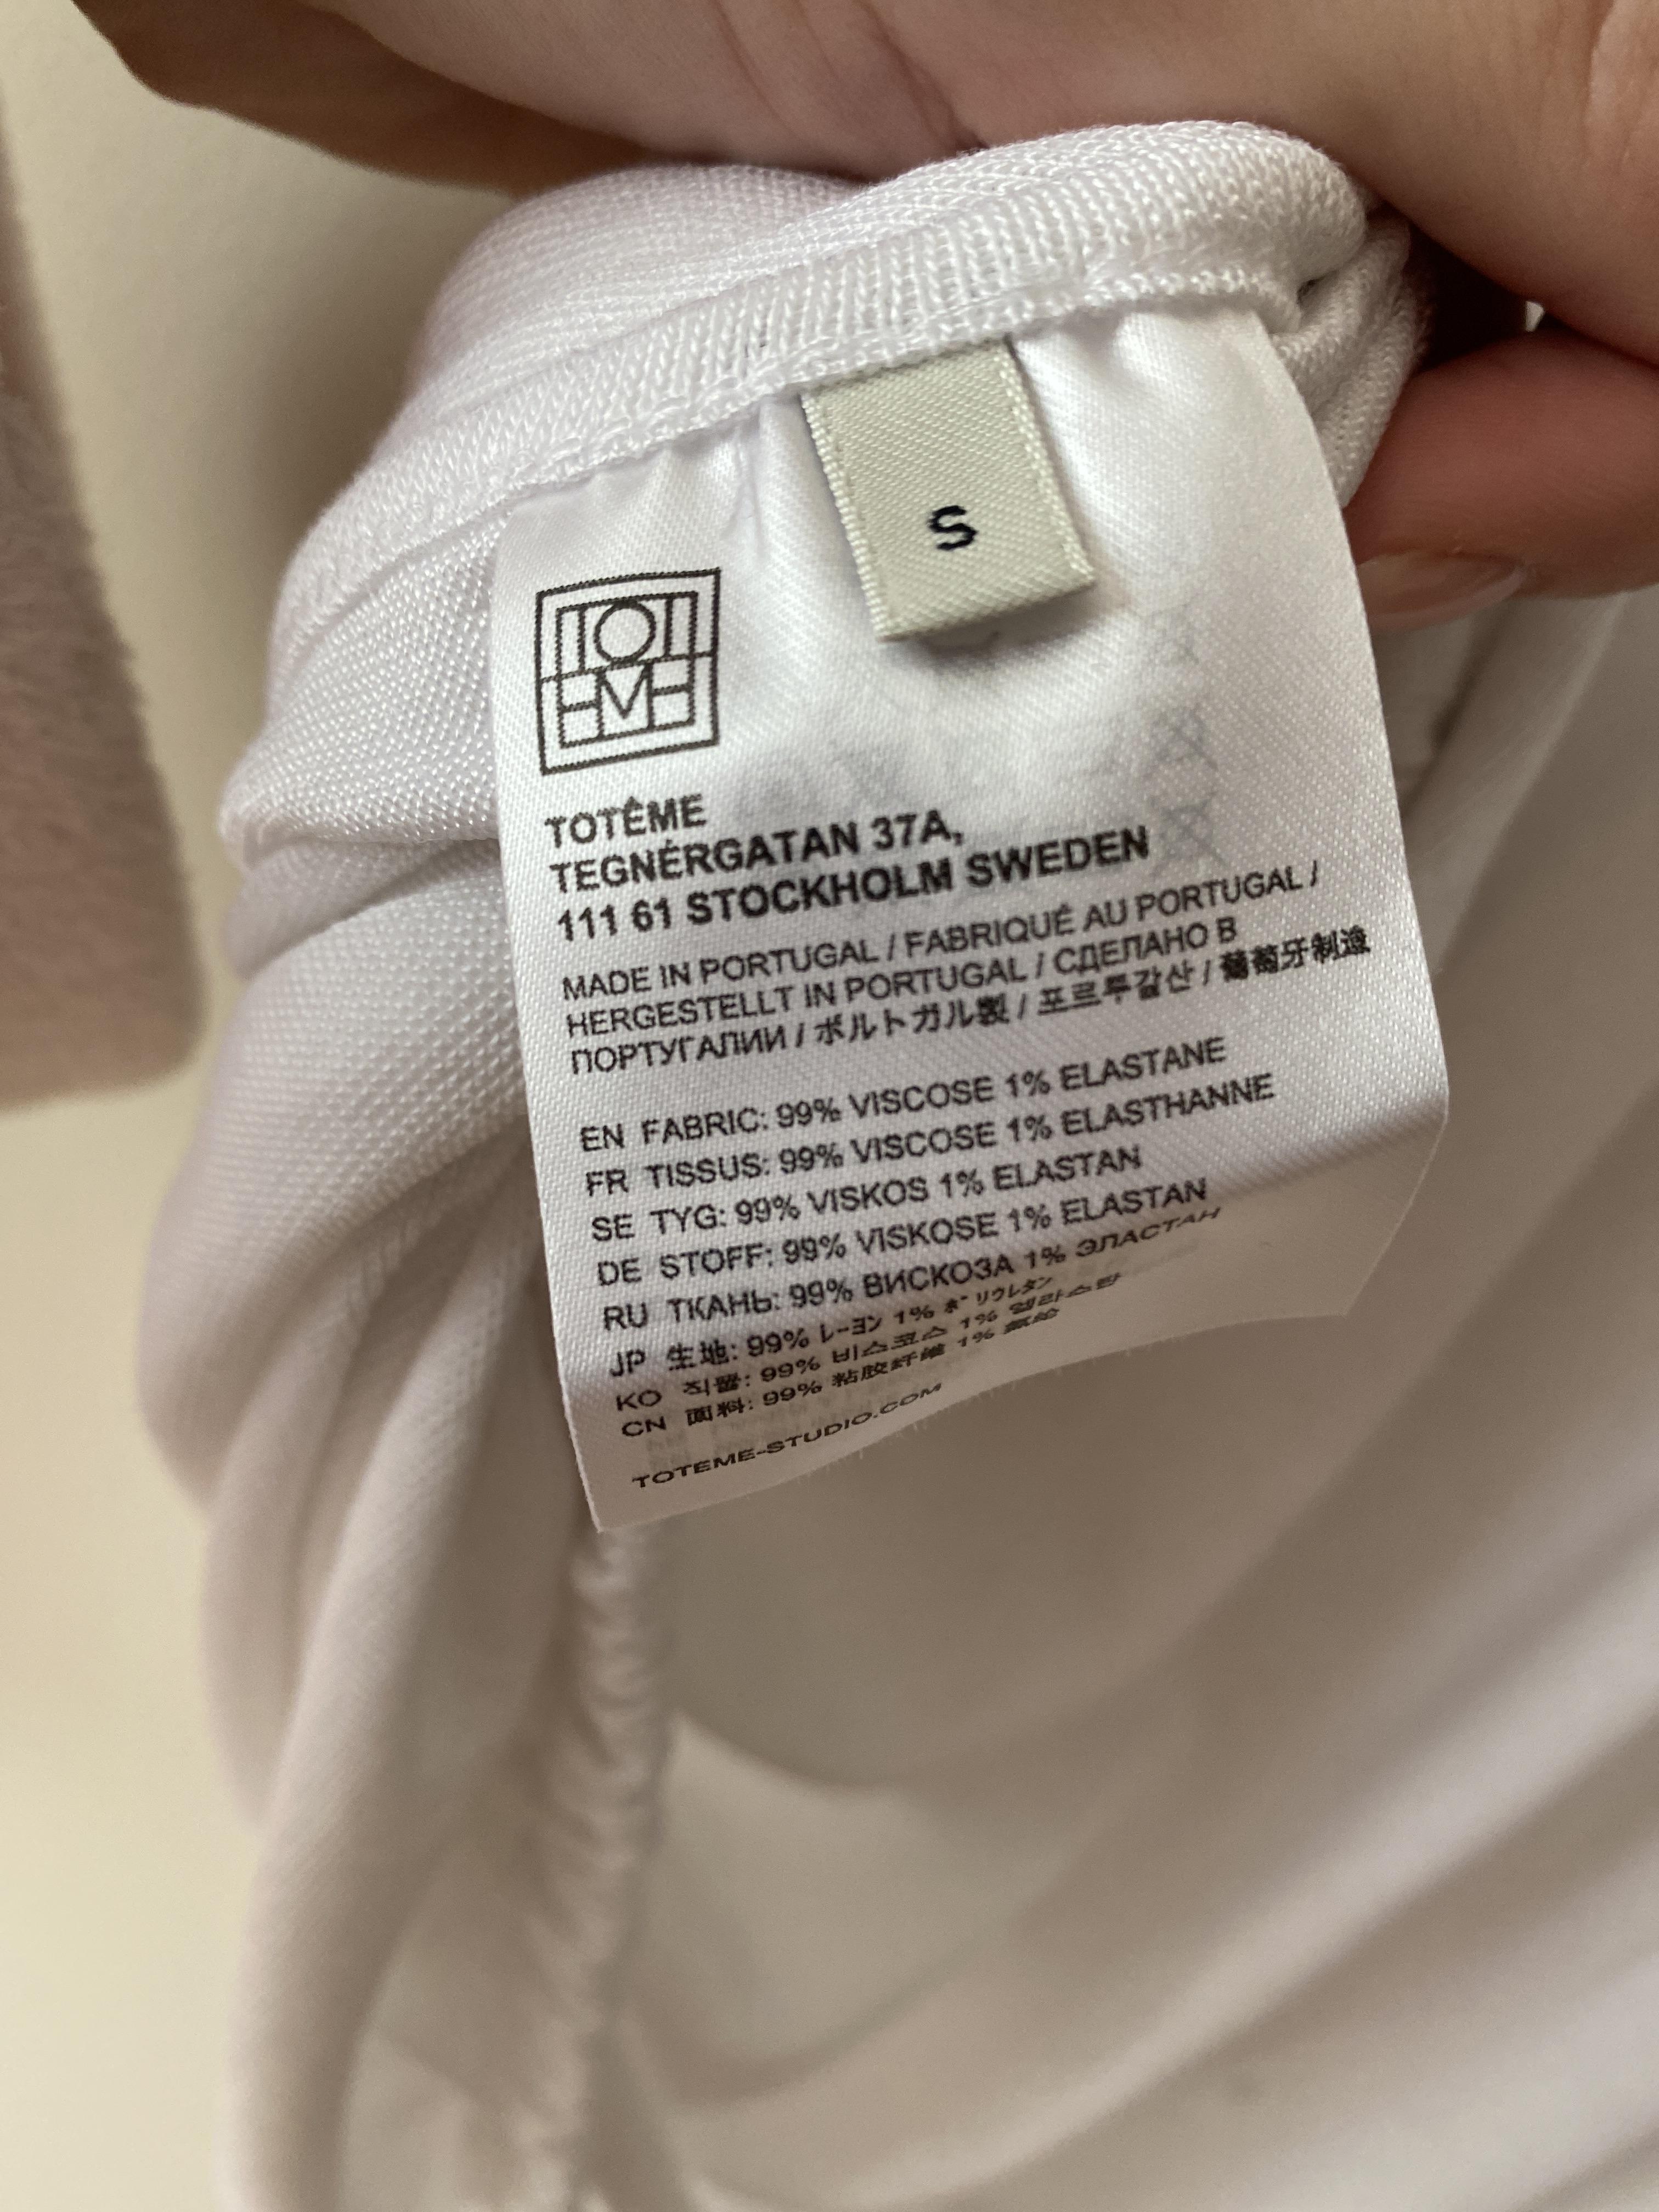 S
TOTEME
TOTÊME
TEGNÉRGATAN 37A,
111 61 STOCKHOLM SWEDEN
MADE IN PORTUGAL / FABRIQUÉ AU PORTUGAL /
HERGESTELLT IN PORTUGAL / СДЕЛАНО В
ПОРТУГАЛИИ / ポルトガル製 / 포르투갈산 / 葡萄牙制造
EN FABRIC: 99% VISCOSE 1% ELASTANE
FR TISSUS: 99% VISCOSE 1% ELASTHANNE
SE TYG: 99% VISKOS 1% ELASTAN
DE STOFF: 99% VISKOSE 1% ELASTAN
RU ТКАНЬ: 99% ВИСКОЗА 1% ЭЛАСТАН
JP 生地: 99% レーヨン 1% ポリウレタン
KO 직물: 99% 비스코스 1% 엘라스탄
CN 面料: 99% 粘胶纤维 1% 氨纶
TOTEME-STUDIO.COM